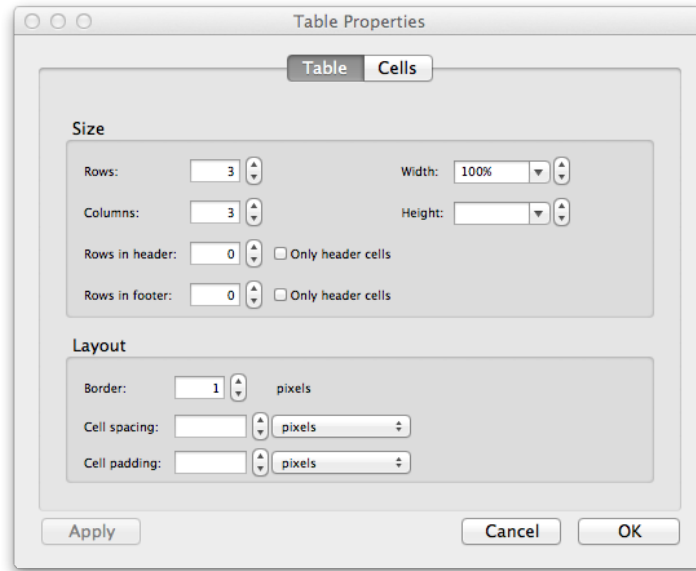 Table Properties
Table Cells
Size
Rows: 3 Width: 100%
Columns: 3 Height:
Rows in header: 0 Only header cells
Rows in footer: 0 Only header cells
Layout
Border: 1 pixels
Cell spacing: pixels
Cell padding: pixels
Apply Cancel OK